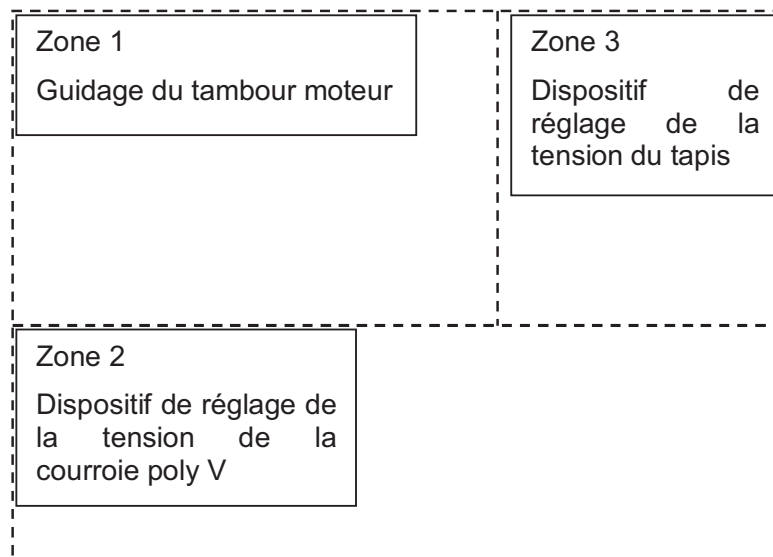 Zone 1
Guidage du tambour moteur
Zone 3
Dispositif de
réglage de la
tension du tapis
Zone 2
Dispositif de réglage de
la tension de la
courroie poly V